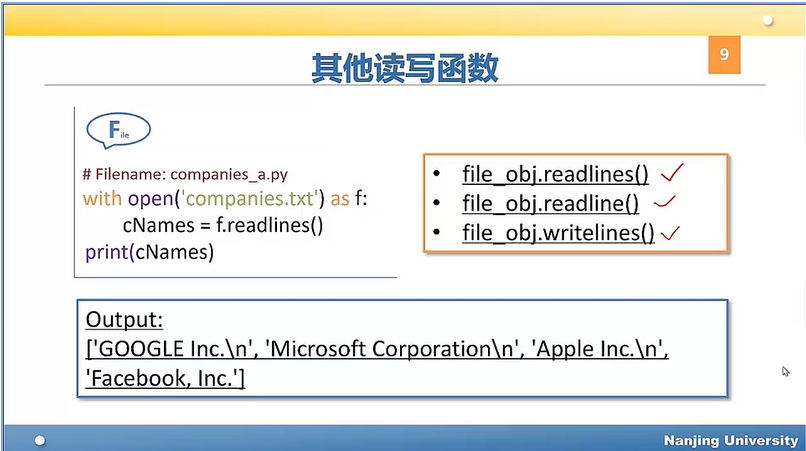 9
其他读写函数
File
# Filename: companies_a.py
with open('companies.txt') as f:
cNames = f.readlines()
print(cNames)
• file_obj.readlines()
• file_obj.readline()
• file_obj.writelines()
Output:
['GOOGLE Inc.\n', 'Microsoft Corporation\n', 'Apple Inc.\n',
'Facebook, Inc.']
Nanjing University